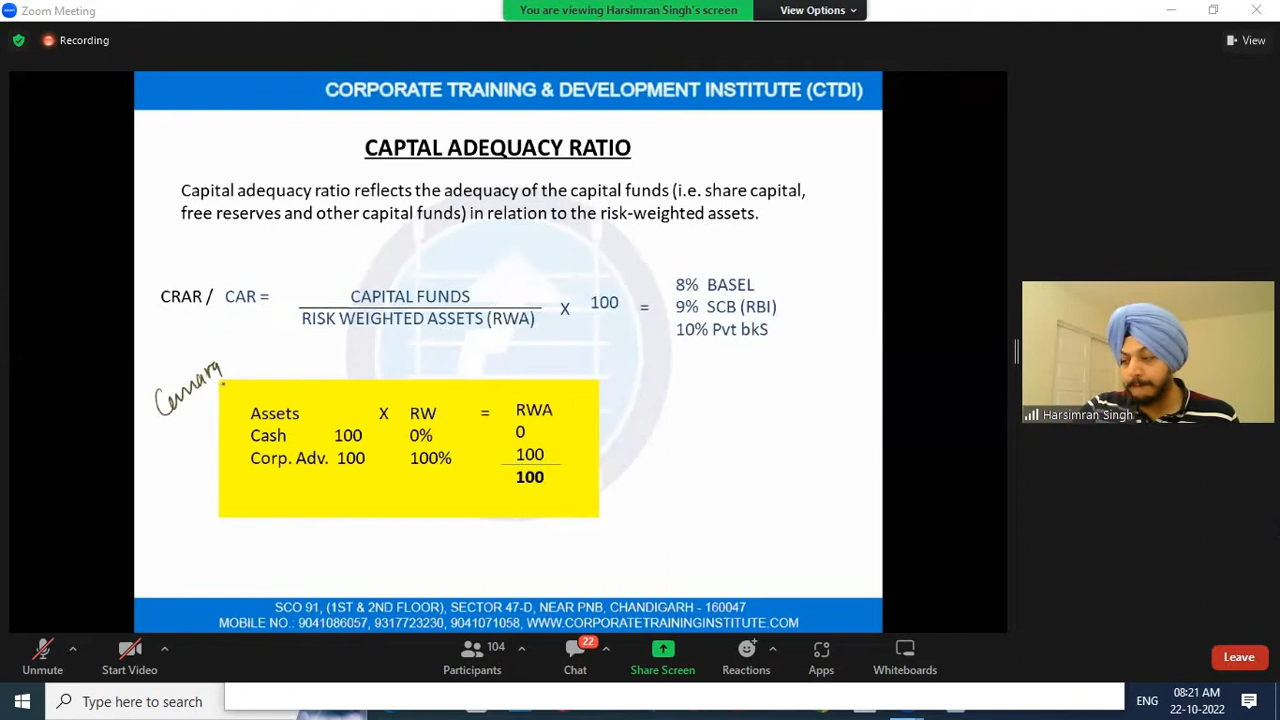 Zoom Meeting
You are viewing Harsimran Singh's screen
View Options
Recording
View
CORPORATE TRAINING & DEVELOPMENT INSTITUTE (CTDI)
CAPTAL ADEQUACY RATIO
Capital adequacy ratio reflects the adequacy of the capital funds (i.e. share capital,
free reserves and other capital funds) in relation to the risk-weighted assets.
CRAR / CAR = CAPITAL FUNDS
RISK WEIGHTED ASSETS (RWA) X 100 =
8% BASEL
9% SCB (RBI)
10% Pvt bkS
Assets X RW = RWA
Cash 100 0% 0
Corp. Adv. 100 100% 100
100
Harsimran Singh
SCO 91, (1ST & 2ND FLOOR), SECTOR 47-D, NEAR PNB, CHANDIGARH - 160047
MOBILE NO.: 9041086057, 9317723230, 9041071058, WWW.CORPORATETRAININGINSTITUTE.COM
Unmute
Start Video
104
Participants
22
Chat
Share Screen
Reactions
Apps
Whiteboards
Leave
Type here to search
ENG
08:21 AM
22-10-2022